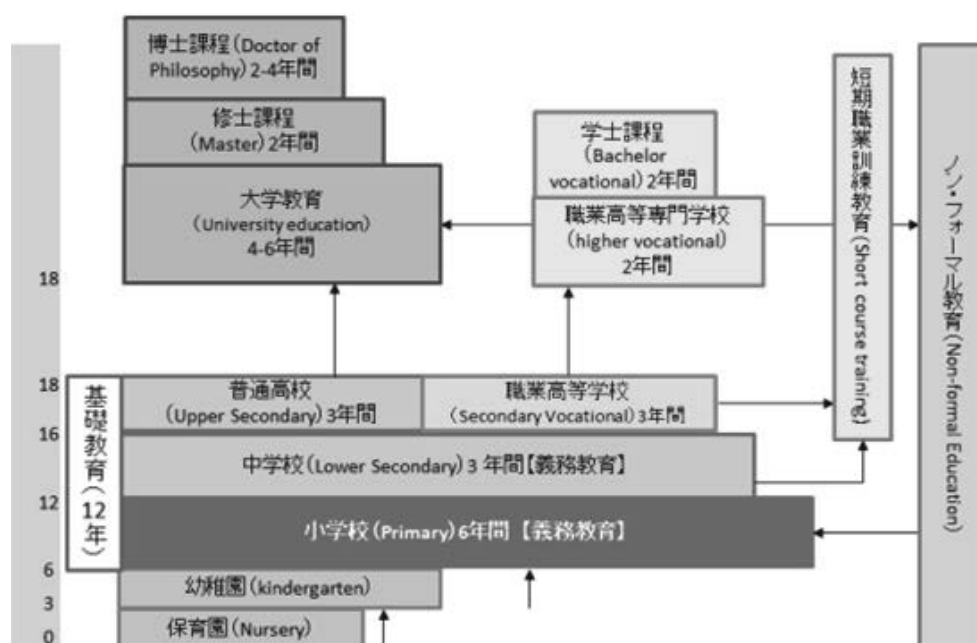 博士課程(Doctor of
Philosophy) 2-4年間
修士課程
(Master) 2年間
大学教育
(University education)
4-6年間
学士課程
(Bachelor
vocational) 2年間
職業高等専門学校
(higher vocational)
2年間
短期職業訓練教育(Short course training)
ノン・フォーマル教育(Non-formal Education)
18
18
基礎教育(12年)
普通高校
(Upper Secondary) 3年間
職業高等学校
(Secondary Vocational) 3年間
16
中学校(Lower Secondary) 3 年間【義務教育】
12
小学校(Primary) 6年間【義務教育】
6
幼稚園(kindergarten)
3
保育園(Nursery)
0